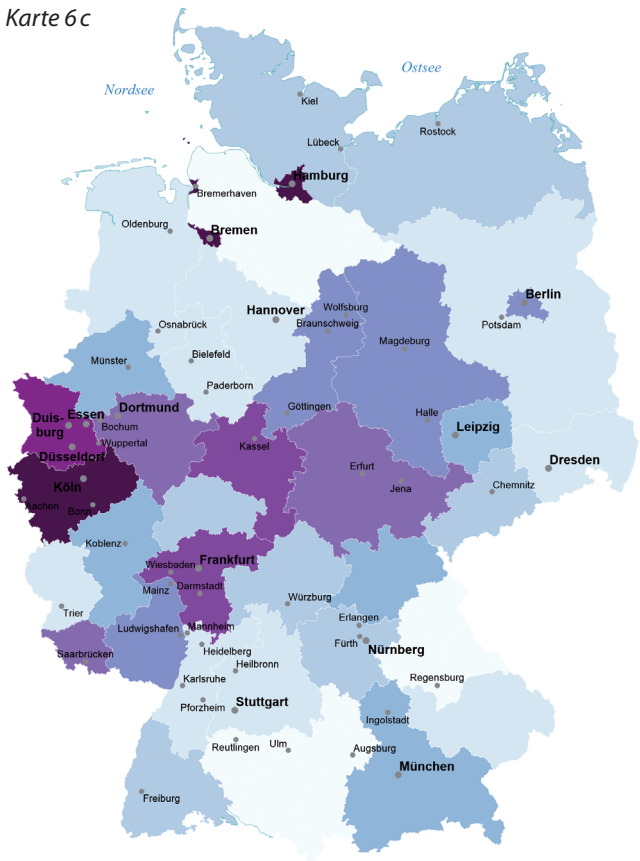 Karte 6 c
Ostsee
Nordsee
Kiel
Rostock
Lübeck
Hamburg
Bremerhaven
Oldenburg
Bremen
Berlin
Wolfsburg
Hannover
Braunschweig
Potsdam
Osnabrück
Magdeburg
Münster
Bielefeld
Paderborn
Göttingen
Dortmund
Halle
Essen
Duis-
burg
Bochum
Leipzig
Wuppertal
Kassel
Düsseldorf
Dresden
Erfurt
Köln
Jena
Chemnitz
Aachen
Bonn
Koblenz
Frankfurt
Wiesbaden
Darmstadt
Mainz
Würzburg
Trier
Erlangen
Ludwigshafen
Mannheim
Fürth
Nürnberg
Heidelberg
Saarbrücken
Heilbronn
Karlsruhe
Regensburg
Pforzheim
Stuttgart
Ingolstadt
Reutlingen
Ulm
Augsburg
München
Freiburg